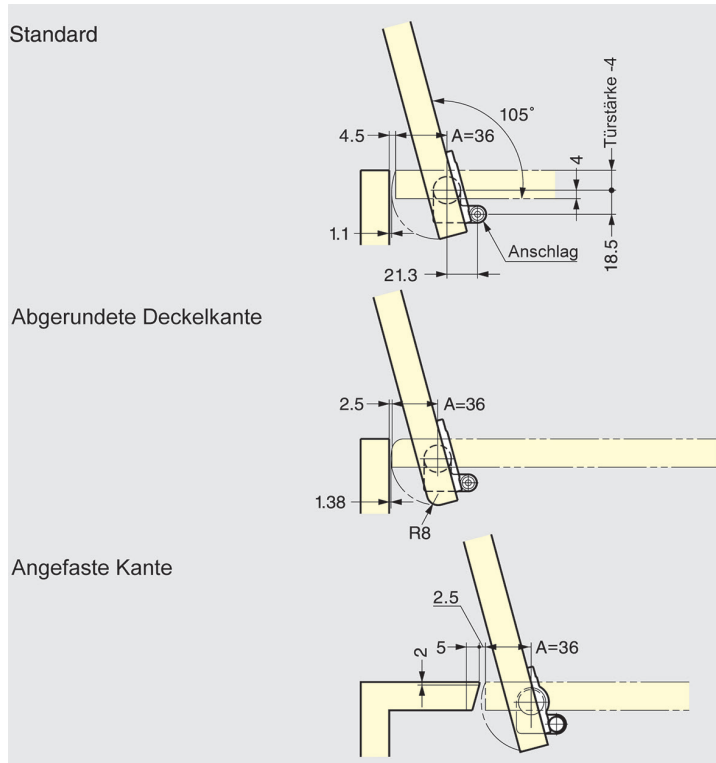 Standard
105°
4.5
A=36
4
Türstärke -4
1.1
Anschlag
18.5
21.3
Abgerundete Deckelkante
2.5
A=36
1.38
R8
Angefaste Kante
2.5
2
5
A=36